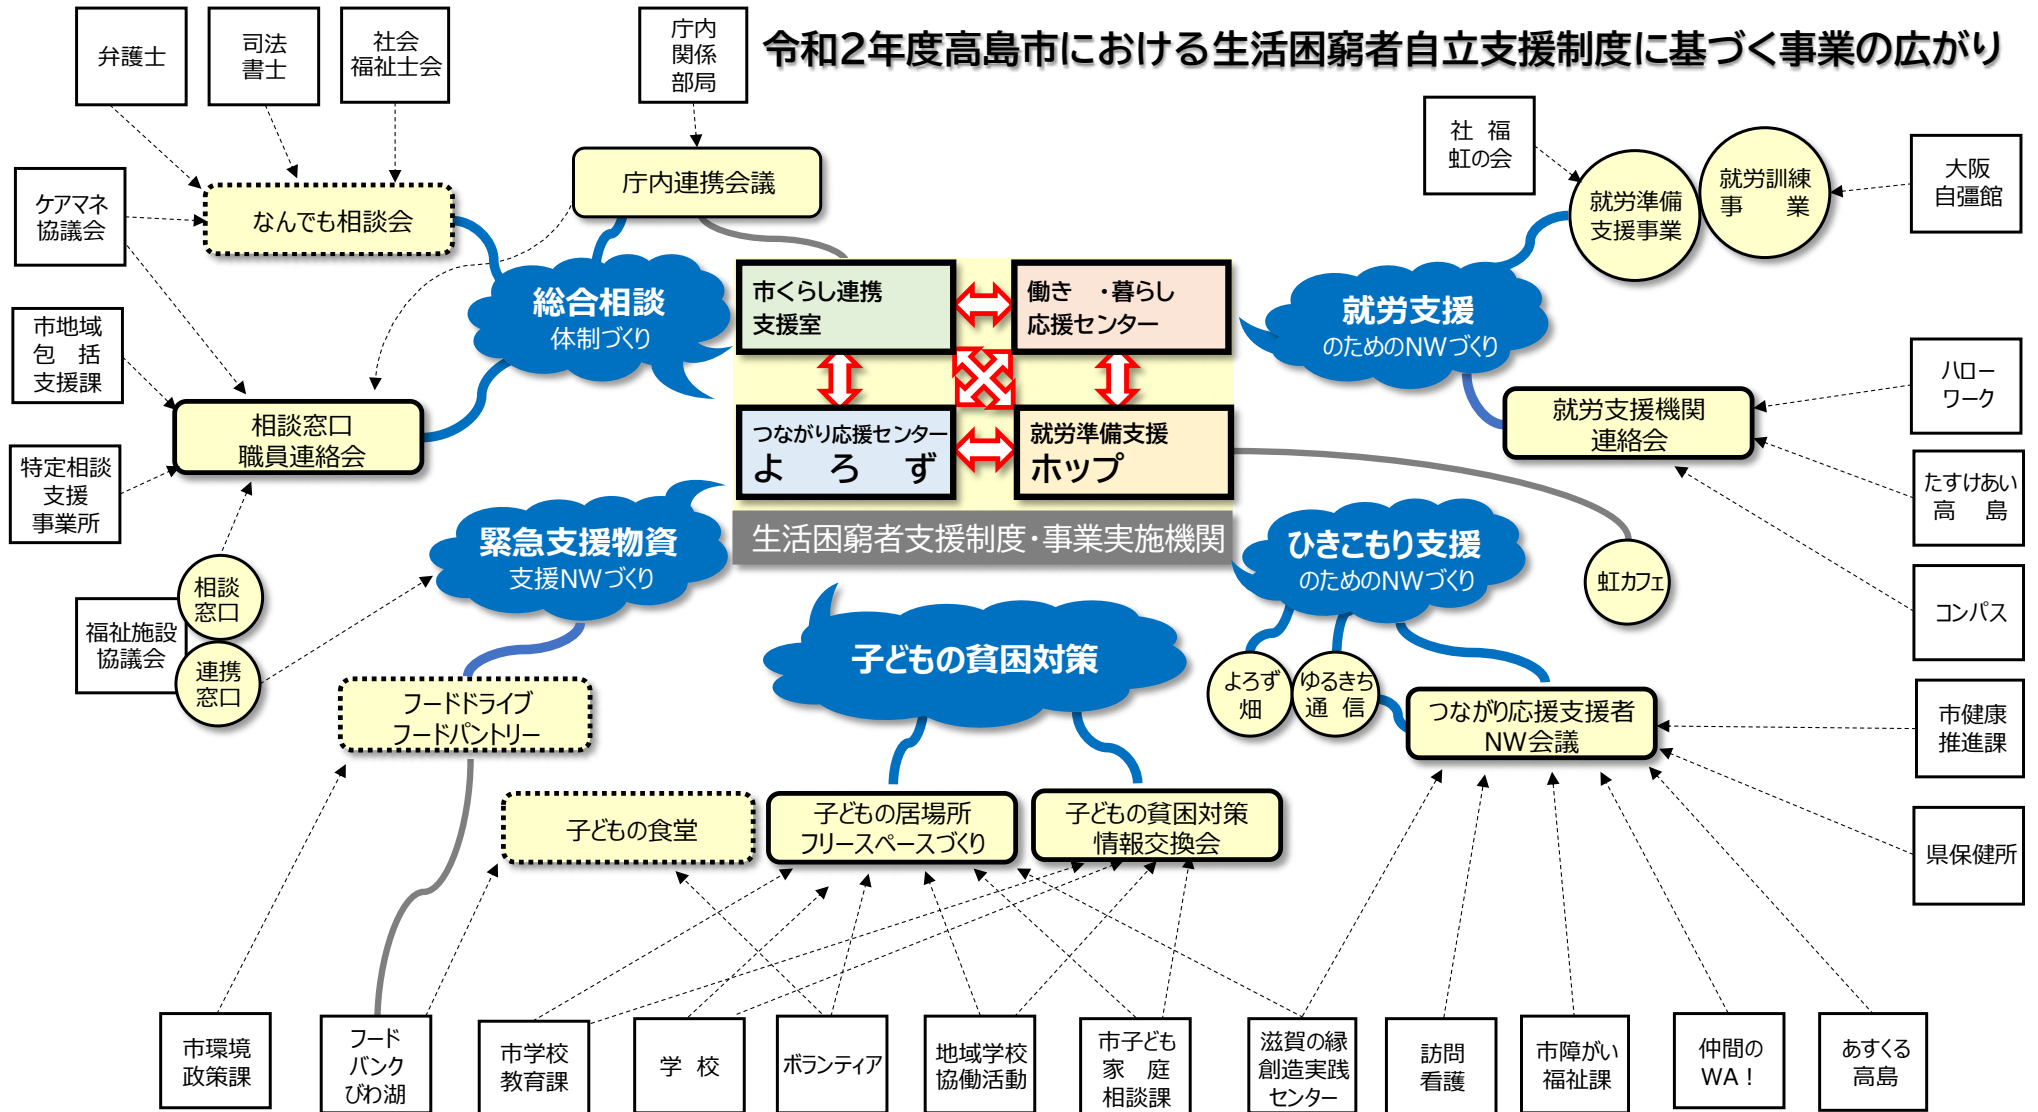 令和2年度高島市における生活困窮者自立支援制度に基づく事業の広がり
弁護士
司法
書士
社会
福祉士会
庁内
関係
部局
社 福
虹の会
就労準備
支援事業
就労訓練
事 業
大阪
自彊館
ケアマネ
協議会
なんでも相談会
庁内連携会議
市地域
包 括
支援課
総合相談
体制づくり
市くらし連携
支援室
働き ・暮らし
応援センター
つながり応援センター
よ ろ ず
就労準備支援
ホップ
生活困窮者支援制度・事業実施機関
就労支援
のためのNWづくり
就労支援機関
連絡会
ハロー
ワーク
たすけあい
高 島
コンパス
相談窓口
職員連絡会
特定相談
支援
事業所
相談
窓口
福祉施設
協議会
連携
窓口
緊急支援物資
支援NWづくり
フードドライブ
フードパントリー
子どもの貧困対策
ひきこもり支援
のためのNWづくり
虹カフェ
よろず
畑
ゆるきち
通 信
つながり応援支援者
NW会議
市健康
推進課
県保健所
子どもの食堂
子どもの居場所
フリースペースづくり
子どもの貧困対策
情報交換会
市環境
政策課
フード
バンク
びわ湖
市学校
教育課
学 校
ボランティア
地域学校
協働活動
市子ども
家 庭
相談課
滋賀の縁
創造実践
センター
訪問
看護
市障がい
福祉課
仲間の
WA！
あすくる
高島